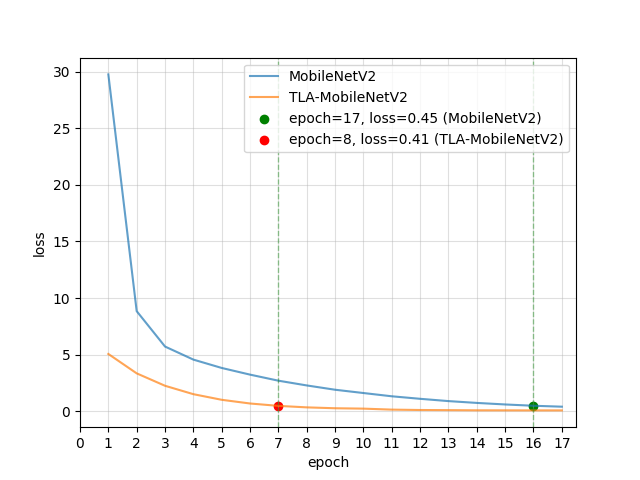 30
25
20
15
10
5
0
loss
MobileNetV2
TLA-MobileNetV2
epoch=17, loss=0.45 (MobileNetV2)
epoch=8, loss=0.41 (TLA-MobileNetV2)
0 1 2 3 4 5 6 7 8 9 10 11 12 13 14 15 16 17
epoch